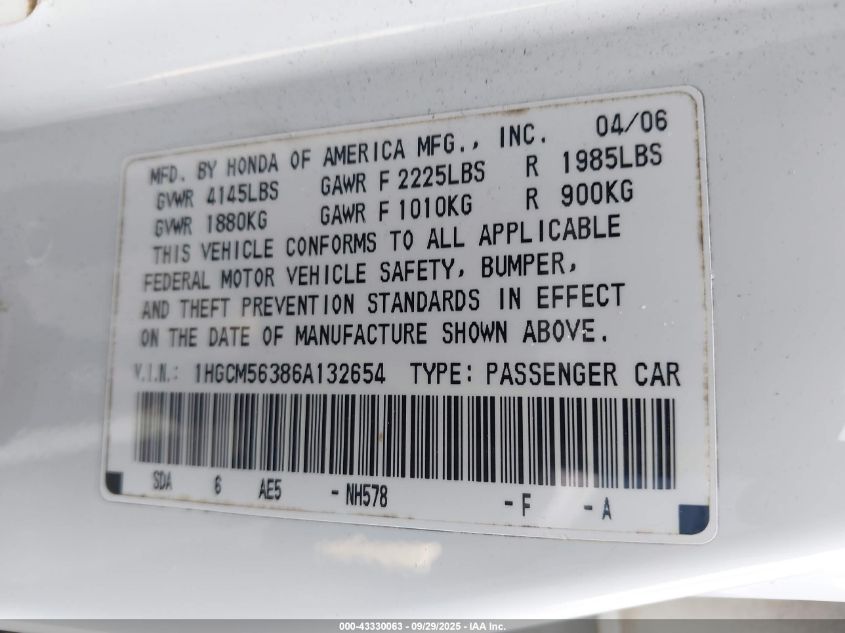 04/06
MFD. BY HONDA OF AMERICA MFG., INC.
GVWR 4145LBS GAWR F 2225LBS R 1985LBS
GVWR 1880KG GAWR F 1010KG R 900KG
THIS VEHICLE CONFORMS TO ALL APPLICABLE
FEDERAL MOTOR VEHICLE SAFETY, BUMPER,
AND THEFT PREVENTION STANDARDS IN EFFECT
ON THE DATE OF MANUFACTURE SHOWN ABOVE.
V.I.N.: 1HGCM56386A132654 TYPE: PASSENGER CAR
SDA 6 AE5 -NH578 -F -A
000-43330063 - 09/29/2025 - IAA Inc.